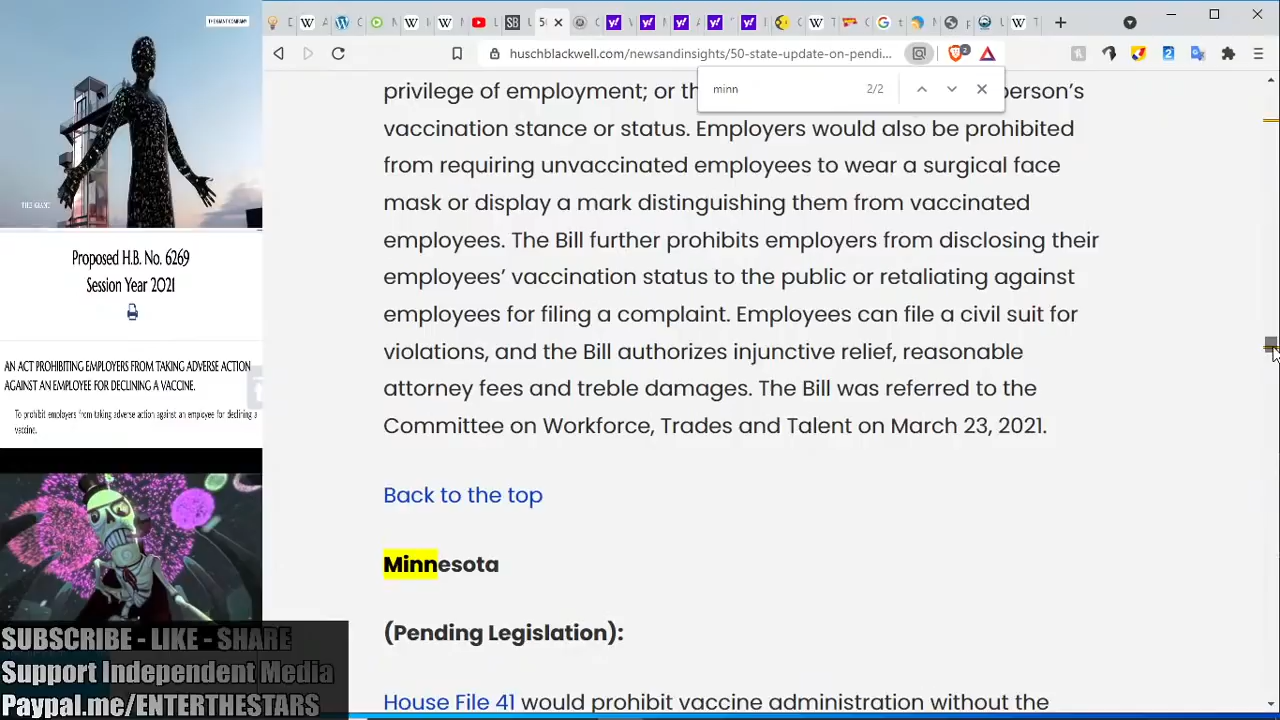 THE GIANT COMPANY
THE GIANT
Proposed H.B. No. 6269
Session Year 2021
AN ACT PROHIBITING EMPLOYERS FROM TAKING ADVERSE ACTION
AGAINST AN EMPLOYEE FOR DECLINING A VACCINE.
To prohibit employers from taking adverse action against an employee for declining a
vaccine.
SUBSCRIBE - LIKE - SHARE
Support Independent Media
Paypal.me/ENTERTHESTARS
huschblackwell.com/newsandinsights/50-state-update-on-pendi...
minn 2/2
privilege of employment; or th
erson's
vaccination stance or status. Employers would also be prohibited
from requiring unvaccinated employees to wear a surgical face
mask or display a mark distinguishing them from vaccinated
employees. The Bill further prohibits employers from disclosing their
employees' vaccination status to the public or retaliating against
employees for filing a complaint. Employees can file a civil suit for
violations, and the Bill authorizes injunctive relief, reasonable
attorney fees and treble damages. The Bill was referred to the
Committee on Workforce, Trades and Talent on March 23, 2021.
Back to the top
Minnesota
(Pending Legislation):
House File 41 would prohibit vaccine administration without the